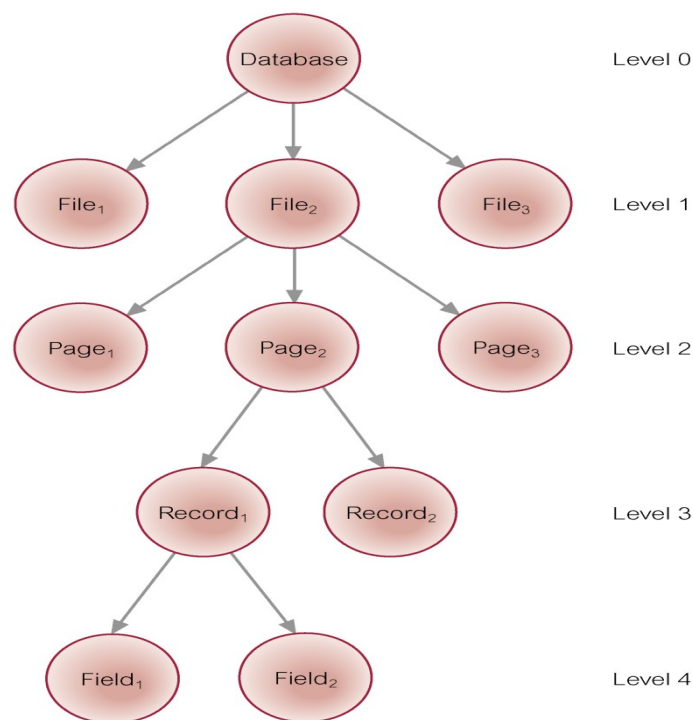 Database Level 0
File₁ File₂ File₃ Level 1
Page₁ Page₂ Page₃ Level 2
Record₁ Record₂ Level 3
Field₁ Field₂ Level 4